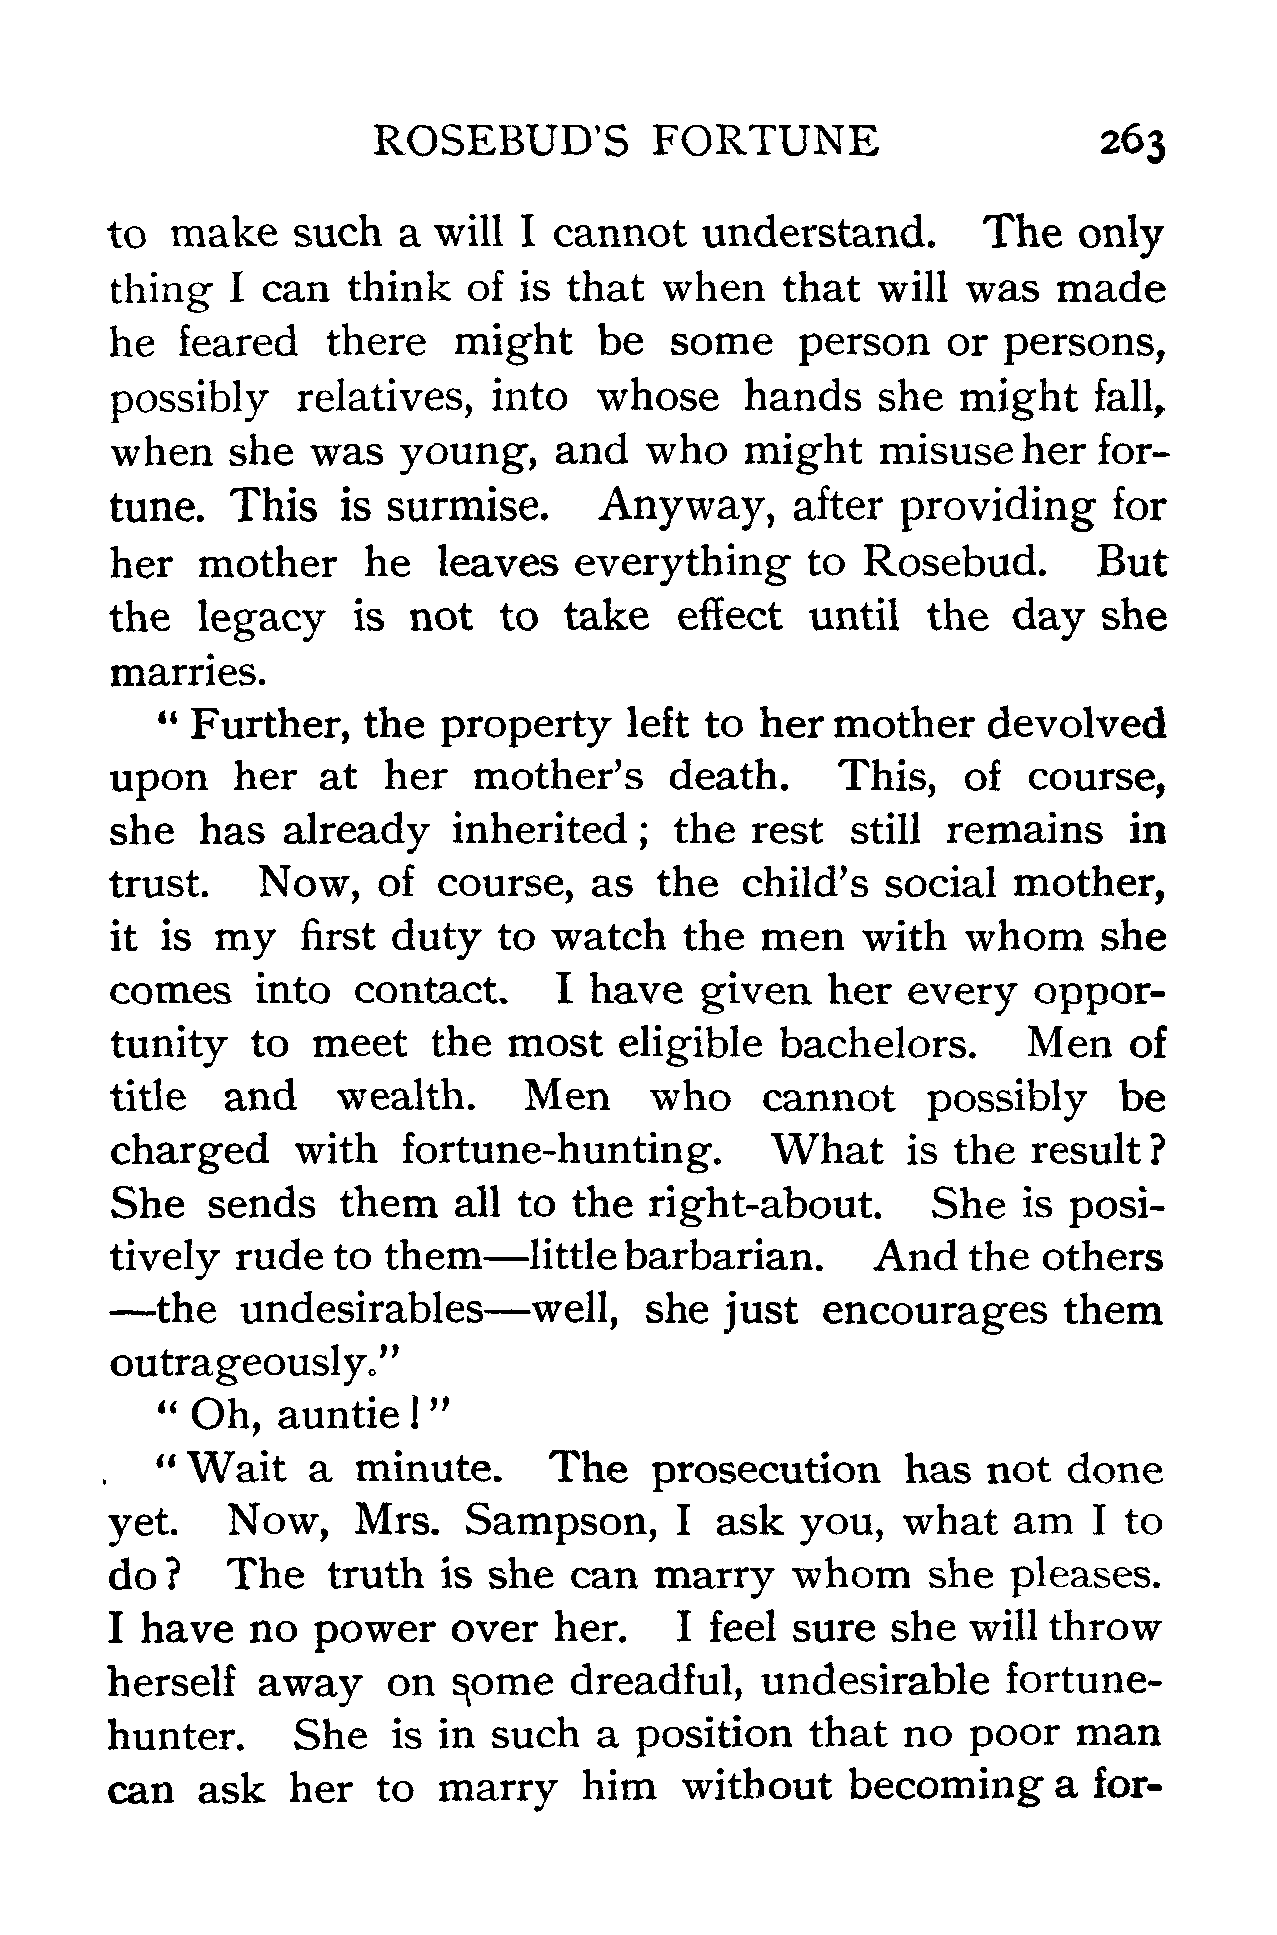 ROSEBUD'S FORTUNE 263
to make such a will I cannot understand. The only
thing I can think of is that when that will was made
he feared there might be some person or persons,
possibly relatives, into whose hands she might fall,
when she was young, and who might misuse her for-
tune. This is surmise. Anyway, after providing for
her mother he leaves everything to Rosebud. But
the legacy is not to take effect until the day she
marries.
" Further, the property left to her mother devolved
upon her at her mother's death. This, of course,
she has already inherited ; the rest still remains in
trust. Now, of course, as the child's social mother,
it is my first duty to watch the men with whom she
comes into contact. I have given her every oppor-
tunity to meet the most eligible bachelors. Men of
title and wealth. Men who cannot possibly be
charged with fortune-hunting. What is the result ?
She sends them all to the right-about. She is posi-
tively rude to them—little barbarian. And the others
—the undesirables—well, she just encourages them
outrageously."
" Oh, auntie ! "
" Wait a minute. The prosecution has not done
yet. Now, Mrs. Sampson, I ask you, what am I to
do ? The truth is she can marry whom she pleases.
I have no power over her. I feel sure she will throw
herself away on some dreadful, undesirable fortune-
hunter. She is in such a position that no poor man
can ask her to marry him without becoming a for-